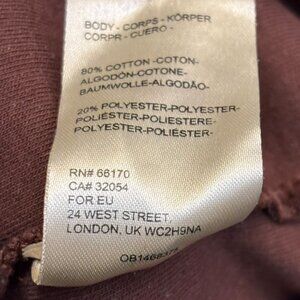 BODY - CORPS - KÖRPER
CORPR - CUERO -
80% COTTON -COTON-
ALGODÓN-COTONE-
BAUMWOLLE-ALGODÃO-
20% POLYESTER-POLYESTER-
POLIÉSTER-POLIESTERE-
POLYESTER-POLIÉSTER
RN# 66170
CA# 32054
FOR EU
24 WEST STREET,
LONDON, UK WC2H9NA